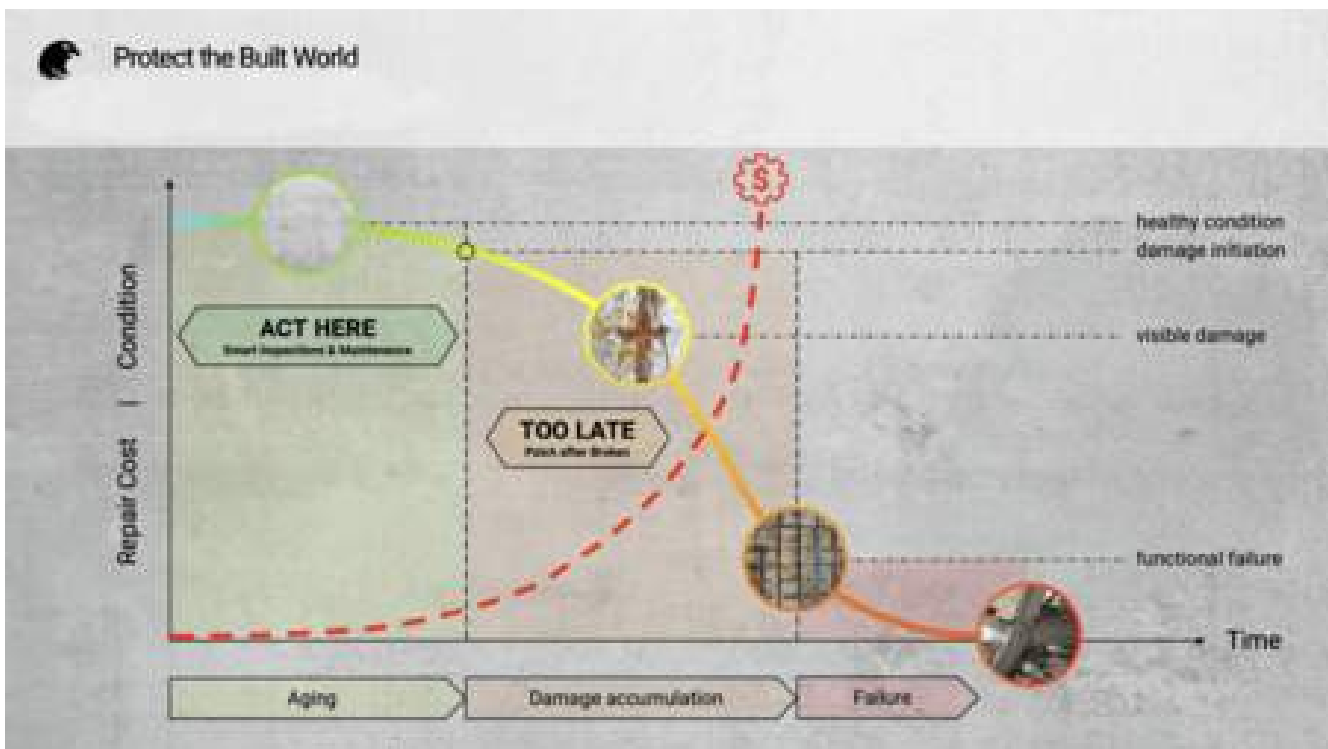 Protect the Built World
$
healthy condition
damage initiation
ACT HERE
Smart Inspections & Maintenance
visible damage
TOO LATE
Patch after Broken
functional failure
Repair Cost | Condition
Time
Aging
Damage accumulation
Failure